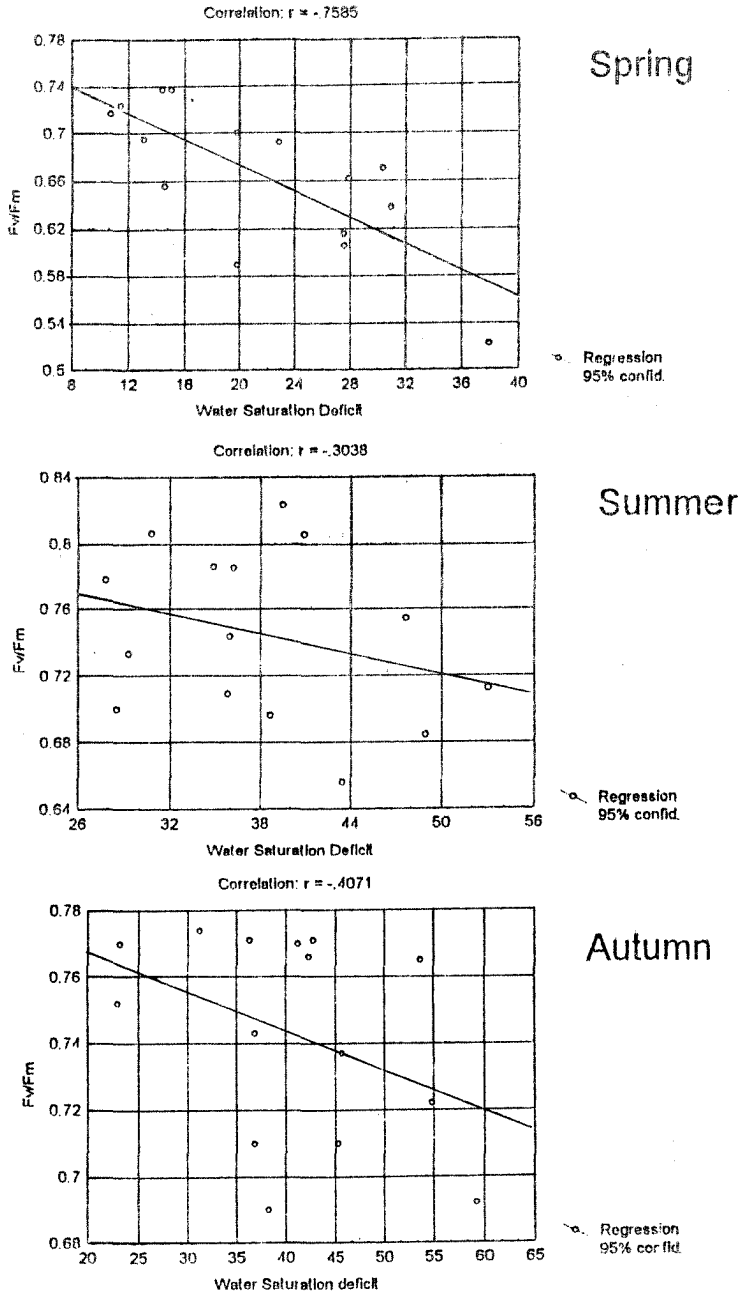 Correlation: r = -.7585
Spring
0.78
0.74
0.7
0.66
0.62
0.58
0.54
0.5
Fv/Fm
8 12 16 20 24 28 32 36 40
Water Saturation Deficit
Regression
95% confid.
Correlation: r = -.3038
Summer
0.84
0.8
0.76
0.72
0.68
0.64
Fv/Fm
26 32 38 44 50 56
Water Saturation Deficit
Regression
95% confid.
Correlation: r = -.4071
Autumn
0.78
0.76
0.74
0.72
0.7
0.68
Fv/Fm
20 25 30 35 40 45 50 55 60 65
Water Saturation deficit
Regression
95% confid.